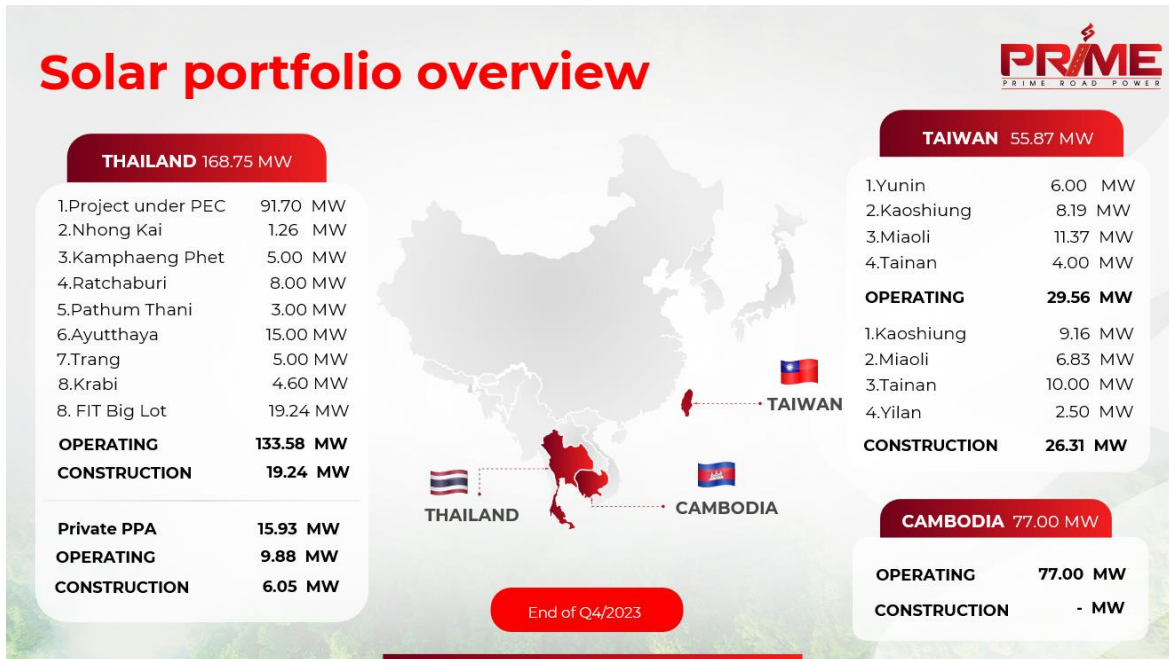 Solar portfolio overview
PRIME
PRIME ROAD POWER
THAILAND 168.75 MW
1.Project under PEC 91.70 MW
2.Nhong Kai 1.26 MW
3.Kamphaeng Phet 5.00 MW
4.Ratchaburi 8.00 MW
5.Pathum Thani 3.00 MW
6.Ayutthaya 15.00 MW
7.Trang 5.00 MW
8.Krabi 4.60 MW
8. FIT Big Lot 19.24 MW
OPERATING 133.58 MW
CONSTRUCTION 19.24 MW
Private PPA 15.93 MW
OPERATING 9.88 MW
CONSTRUCTION 6.05 MW
THAILAND
TAIWAN
CAMBODIA
End of Q4/2023
TAIWAN 55.87 MW
1.Yunin 6.00 MW
2.Kaoshiung 8.19 MW
3.Miaoli 11.37 MW
4.Tainan 4.00 MW
OPERATING 29.56 MW
1.Kaoshiung 9.16 MW
2.Miaoli 6.83 MW
3.Tainan 10.00 MW
4.Yilan 2.50 MW
CONSTRUCTION 26.31 MW
CAMBODIA 77.00 MW
OPERATING 77.00 MW
CONSTRUCTION - MW